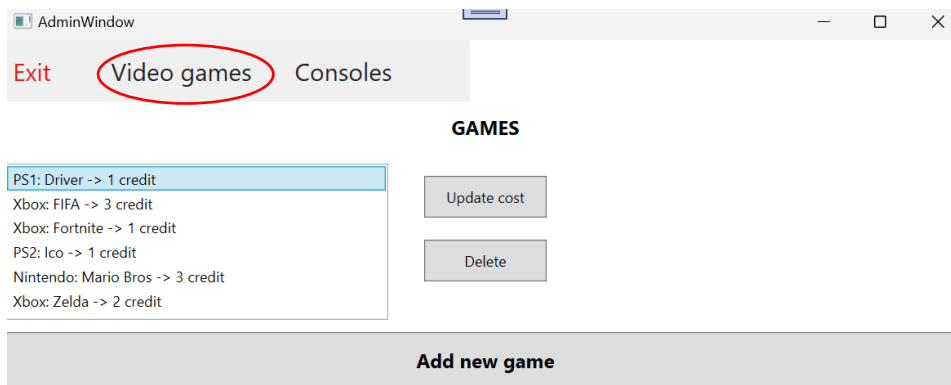 AdminWindow
Exit Video games Consoles
GAMES
PS1: Driver -> 1 credit
Xbox: FIFA -> 3 credit
Xbox: Fortnite -> 1 credit
PS2: Ico -> 1 credit
Nintendo: Mario Bros -> 3 credit
Xbox: Zelda -> 2 credit
Update cost
Delete
Add new game